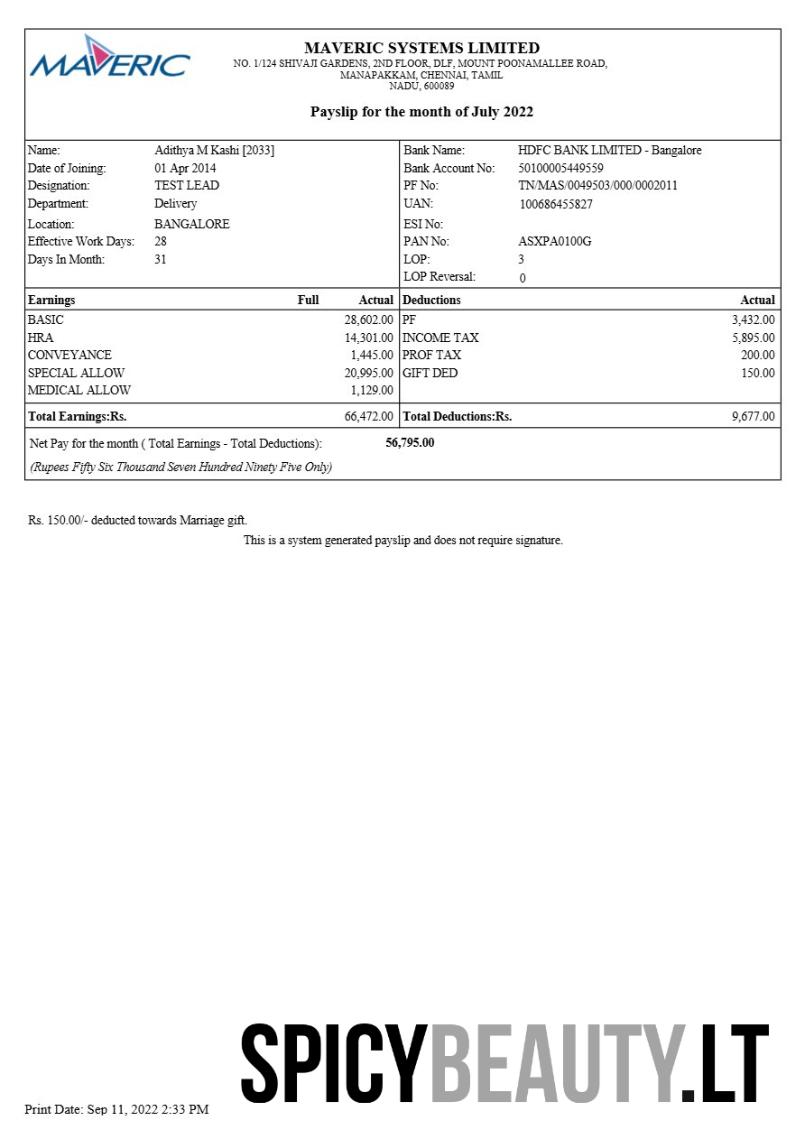 MAVERIC
MAVERIC SYSTEMS LIMITED
NO. 1/124 SHIVAJI GARDENS, 2ND FLOOR, DLF, MOUNT POONAMALLEE ROAD,
MANAPAKKAM, CHENNAI, TAMIL
NADU, 600089
Payslip for the month of July 2022
Name: Adithya M Kashi [2033] Bank Name: HDFC BANK LIMITED - Bangalore
Date of Joining: 01 Apr 2014 Bank Account No: 50100005449559
Designation: TEST LEAD PF No: TN/MAS/0049503/000/0002011
Department: Delivery UAN: 100686455827
Location: BANGALORE ESI No:
Effective Work Days: 28 PAN No: ASXPA0100G
Days In Month: 31 LOP: 3
LOP Reversal: 0
Earnings Full Actual Deductions Actual
BASIC 28,602.00 PF 3,432.00
HRA 14,301.00 INCOME TAX 5,895.00
CONVEYANCE 1,445.00 PROF TAX 200.00
SPECIAL ALLOW 20,995.00 GIFT DED 150.00
MEDICAL ALLOW 1,129.00
Total Earnings:Rs. 66,472.00 Total Deductions:Rs. 9,677.00
Net Pay for the month ( Total Earnings - Total Deductions): 56,795.00
(Rupees Fifty Six Thousand Seven Hundred Ninety Five Only)
Rs. 150.00/- deducted towards Marriage gift.
This is a system generated payslip and does not require signature.
SPICYBEAUTY.LT
Print Date: Sep 11, 2022 2:33 PM